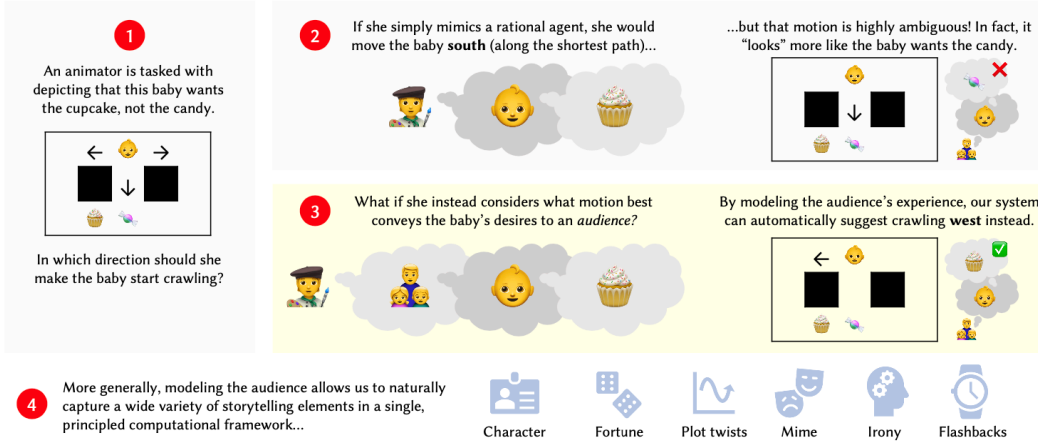 1
An animator is tasked with
depicting that this baby wants
the cupcake, not the candy.
In which direction should she
make the baby start crawling?
2
If she simply mimics a rational agent, she would
move the baby south (along the shortest path)...
...but that motion is highly ambiguous! In fact, it
“looks” more like the baby wants the candy.
3
What if she instead considers what motion best
conveys the baby's desires to an audience?
By modeling the audience's experience, our system
can automatically suggest crawling west instead.
4
More generally, modeling the audience allows us to naturally
capture a wide variety of storytelling elements in a single,
principled computational framework...
Character
Fortune
Plot twists
Mime
Irony
Flashbacks